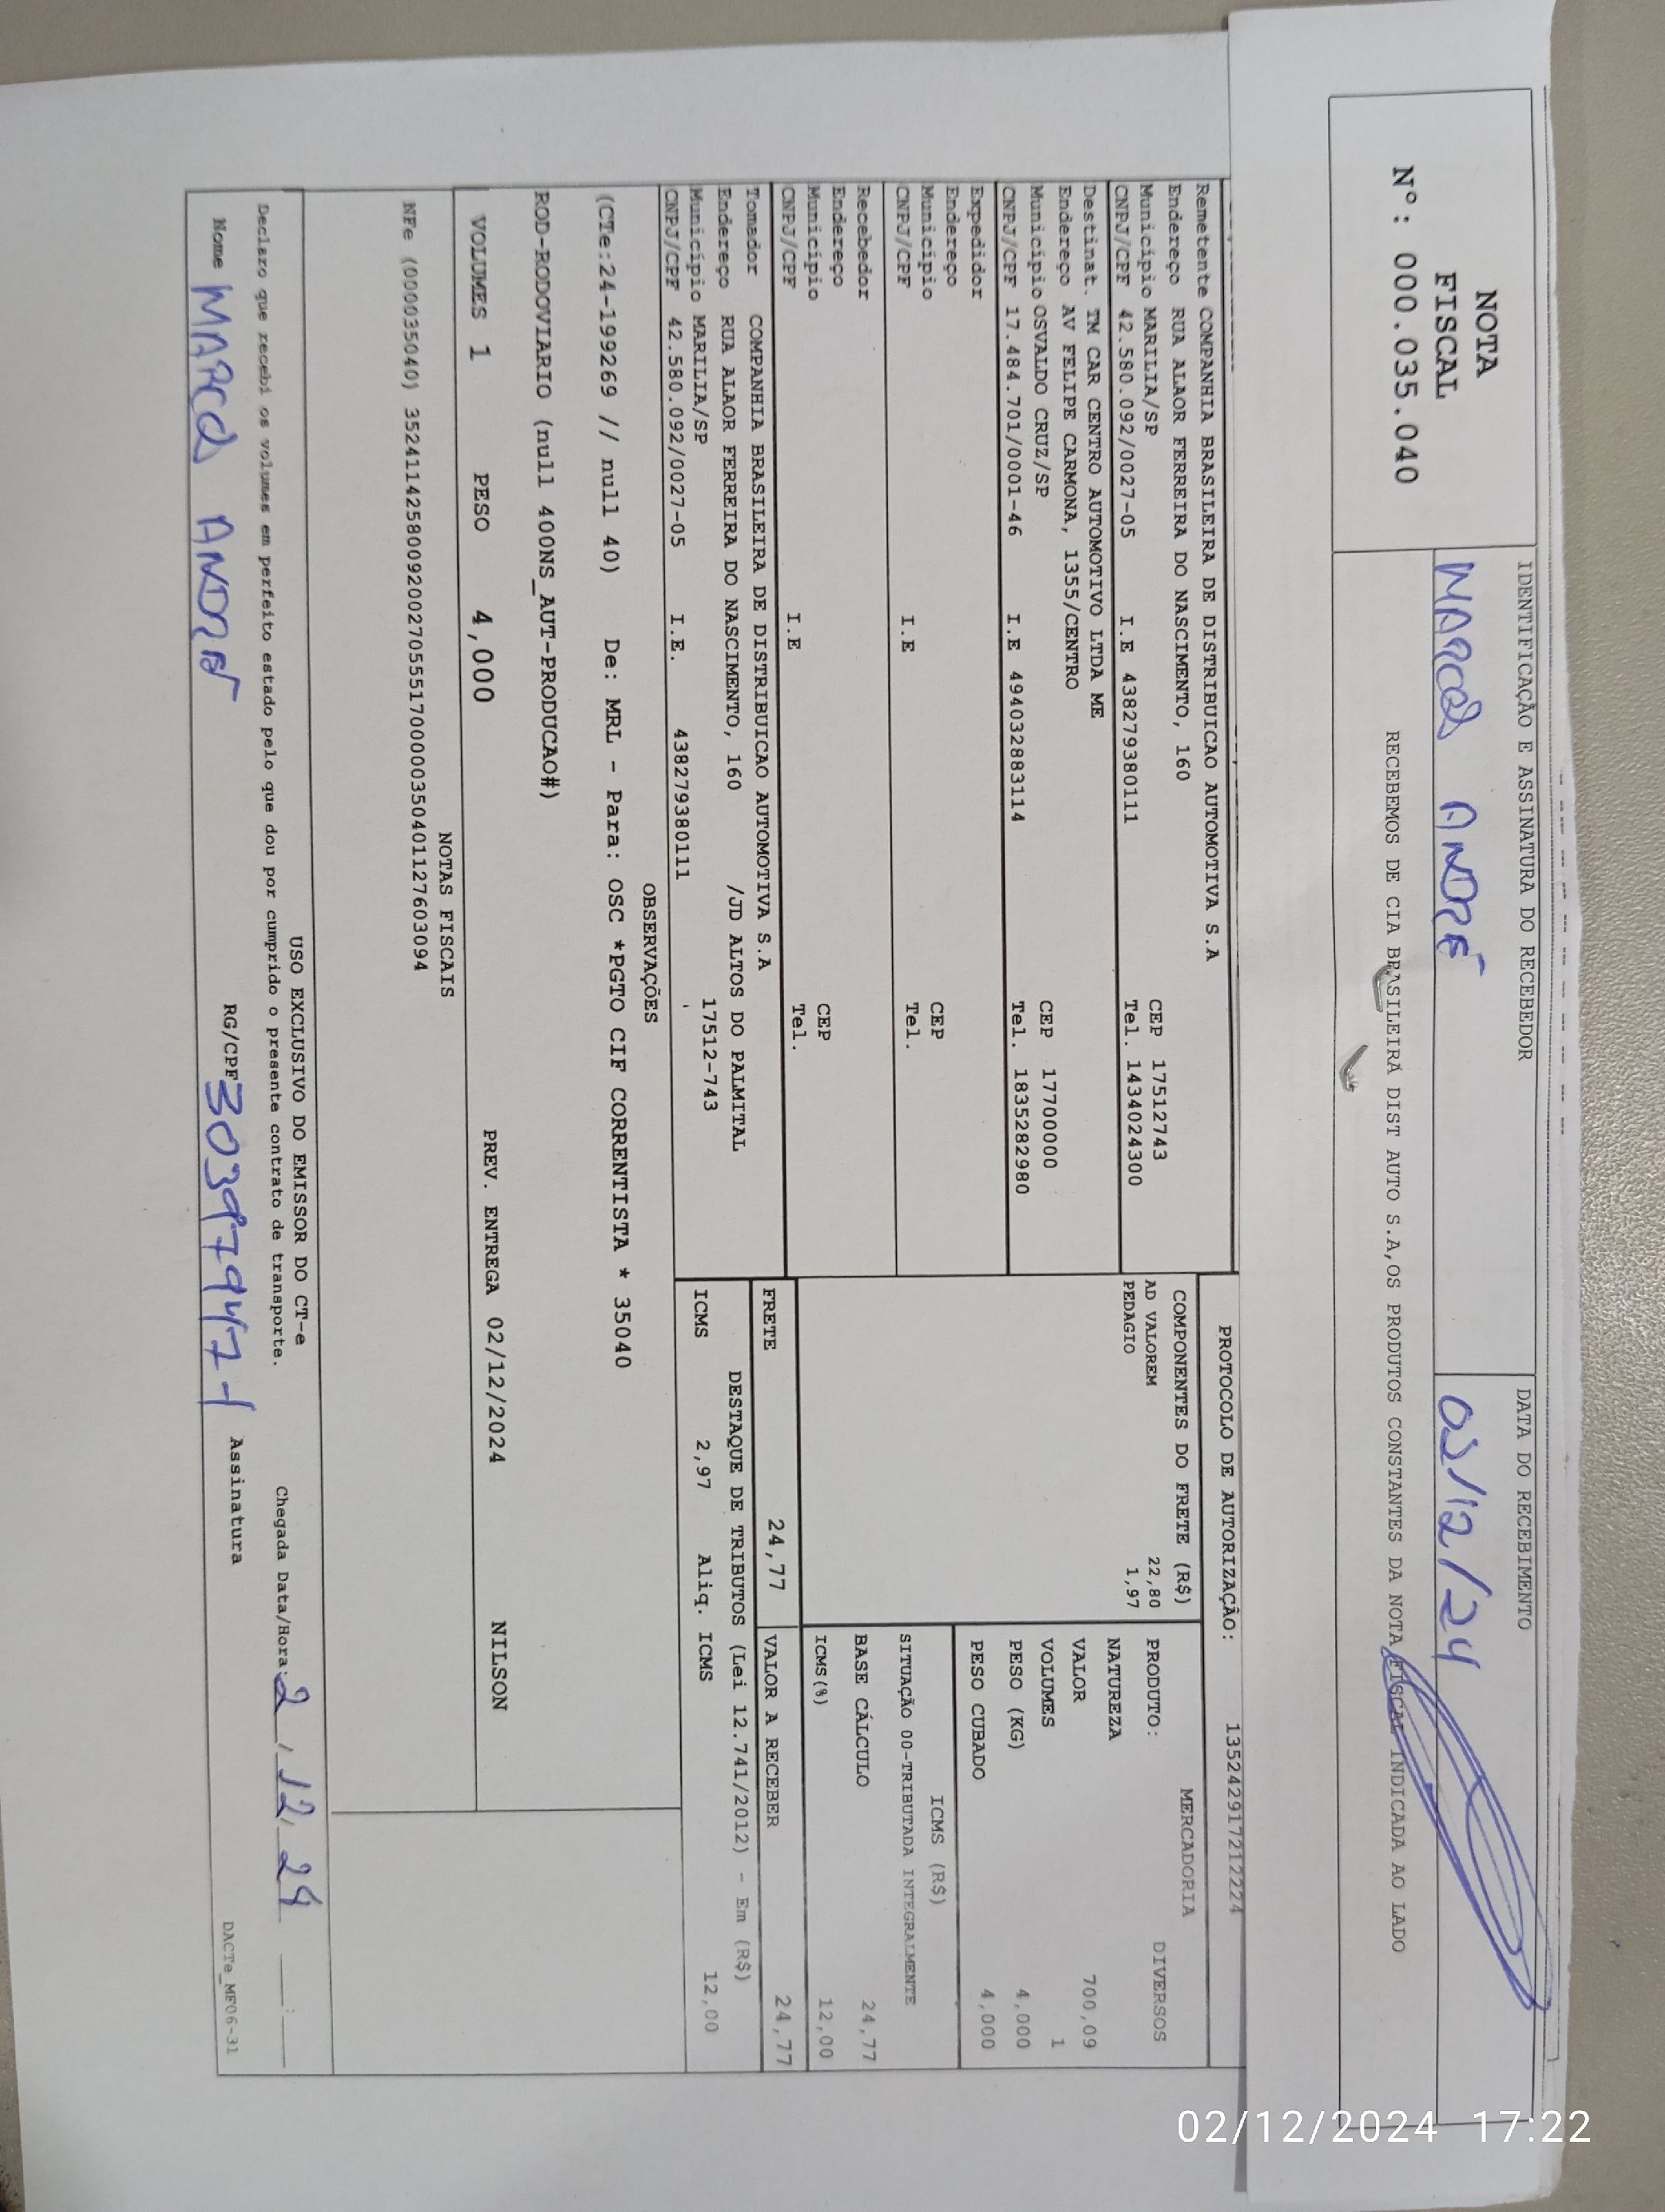 NOTA
FISCAL
N°: 000.035.040
IDENTIFICAÇÃO E ASSINATURA DO RECEBEDOR
DATA DO RECEBIMENTO
MARCOS ANDRÉ
02/12/24
RECEBEMOS DE CIA BRASILEIRA DIST AUTO S.A,OS PRODUTOS CONSTANTES DA NOTA FISCAL INDICADA AO LADO
PROTOCOLO DE AUTORIZAÇÃO: 135242917212224
Remetente COMPANHIA BRASILEIRA DE DISTRIBUICAO AUTOMOTIVA S.A
Endereço RUA ALAOR FERREIRA DO NASCIMENTO, 160
Município MARILIA/SP CEP 17512743
CNPJ/CPF 42.580.092/0027-05 I.E 438279380111 Tel. 1434024300
Destinat. TM CAR CENTRO AUTOMOTIVO LTDA ME
Endereço AV FELIPE CARMONA, 1355/CENTRO
Município OSVALDO CRUZ/SP CEP 17700000
CNPJ/CPF 17.484.701/0001-46 I.E 494032883114 Tel. 1835282980
Expedidor
Endereço
Município CEP
CNPJ/CPF I.E Tel.
Recebedor
Endereço
Município CEP
CNPJ/CPF I.E Tel.
Tomador COMPANHIA BRASILEIRA DE DISTRIBUICAO AUTOMOTIVA S.A
Endereço RUA ALAOR FERREIRA DO NASCIMENTO, 160 /JD ALTOS DO PALMITAL
Município MARILIA/SP 17512-743
CNPJ/CPF 42.580.092/0027-05 I.E. 438279380111
COMPONENTES DO FRETE (R$)
AD VALOREM 22,80
PEDAGIO 1,97
MERCADORIA
PRODUTO: DIVERSOS
NATUREZA
VALOR 700,09
VOLUMES 1
PESO (KG) 4,000
PESO CUBADO 4,000
ICMS (R$)
SITUAÇÃO 00-TRIBUTADA INTEGRALMENTE
BASE CÁLCULO 24,77
ICMS(%) 12,00
FRETE 24,77 VALOR A RECEBER 24,77
DESTAQUE DE TRIBUTOS (Lei 12.741/2012) - Em (R$)
ICMS 2,97 Aliq. ICMS 12,00
OBSERVAÇÕES
(CTe:24-199269 // null 40) De: MRL - Para: OSC *PGTO CIF CORRENTISTA * 35040
ROD-RODOVIARIO (null 400NS_AUT-PRODUCAO#)
VOLUMES 1 PESO 4,000 PREV. ENTREGA 02/12/2024 NILSON
NOTAS FISCAIS
NFe (000035040) 35241142580092002705551700000350401127603094
USO EXCLUSIVO DO EMISSOR DO CT-e
Declaro que recebi os volumes em perfeito estado pelo que dou por cumprido o presente contrato de transporte. Chegada Data/Hora: 2/12/24 __:__
Nome MARCOS ANDRÉ RG/CPF 30397947-1 Assinatura
DACTe_MF06-31
02/12/2024 17:22